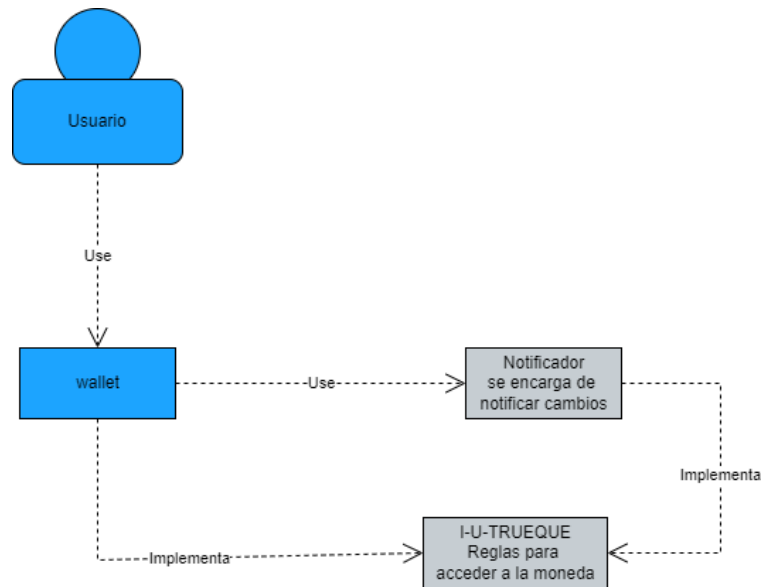 Usuario
Use
wallet
Use
Notificador
se encarga de
notificar cambios
Implementa
I-U-TRUEQUE
Reglas para
acceder a la moneda
Implementa